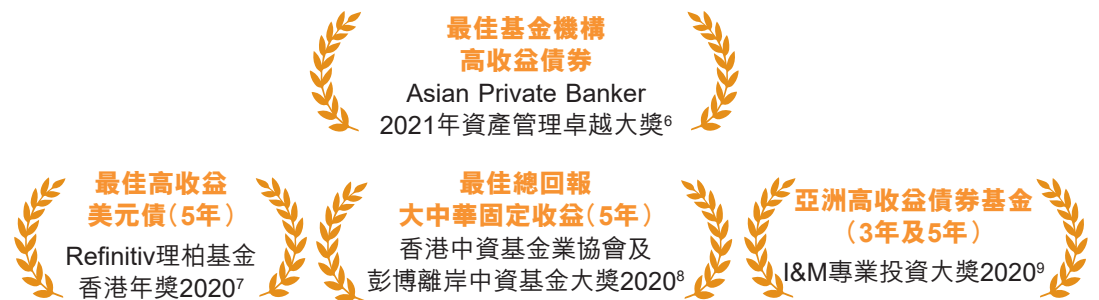 最佳基金機構
高收益債券
Asian Private Banker
2021年資產管理卓越大獎⁶
最佳高收益
美元債（5年）
Refinitiv理柏基金
香港年獎2020⁷
最佳總回報
大中華固定收益（5年）
香港中資基金業協會及
彭博離岸中資基金大獎2020⁸
亞洲高收益債券基金
（3年及5年）
I&M專業投資大獎2020⁹